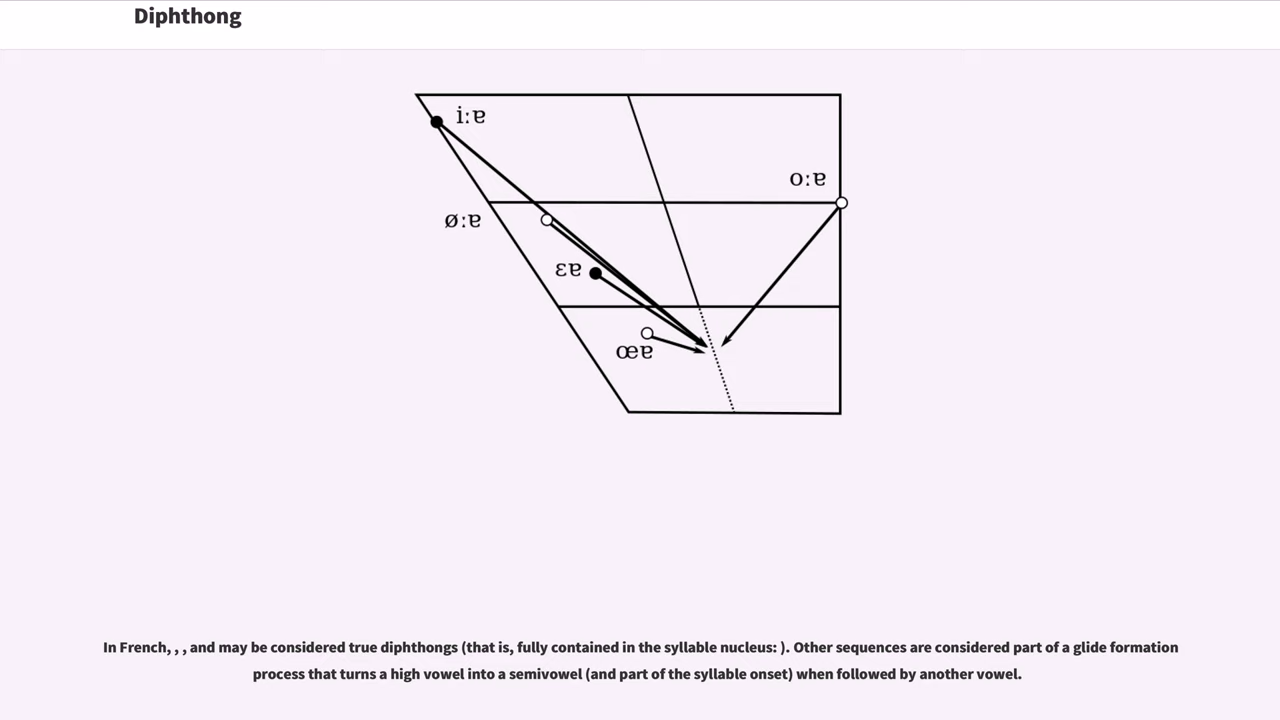 Diphthong
iːɐ
oːɐ
øːɐ
ɛɐ
œɐ
In French, , , and may be considered true diphthongs (that is, fully contained in the syllable nucleus: ). Other sequences are considered part of a glide formation
process that turns a high vowel into a semivowel (and part of the syllable onset) when followed by another vowel.